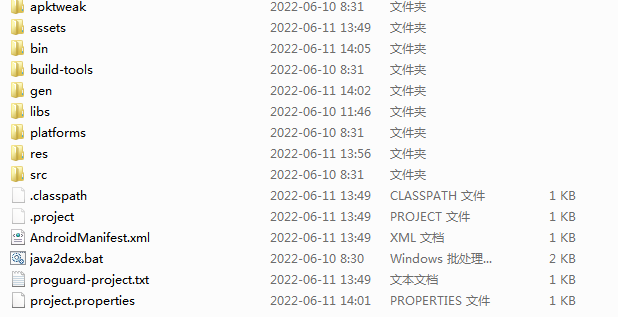 apktweak 2022-06-10 8:31 文件夹
assets 2022-06-11 13:49 文件夹
bin 2022-06-11 14:05 文件夹
build-tools 2022-06-10 8:31 文件夹
gen 2022-06-11 14:02 文件夹
libs 2022-06-10 11:46 文件夹
platforms 2022-06-10 8:31 文件夹
res 2022-06-11 13:56 文件夹
src 2022-06-10 8:31 文件夹
.classpath 2022-06-11 13:49 CLASSPATH 文件 1 KB
.project 2022-06-11 13:49 PROJECT 文件 1 KB
AndroidManifest.xml 2022-06-11 13:49 XML 文档 1 KB
java2dex.bat 2022-06-10 8:30 Windows 批处理... 2 KB
proguard-project.txt 2022-06-11 13:49 文本文档 1 KB
project.properties 2022-06-11 14:01 PROPERTIES 文件 1 KB